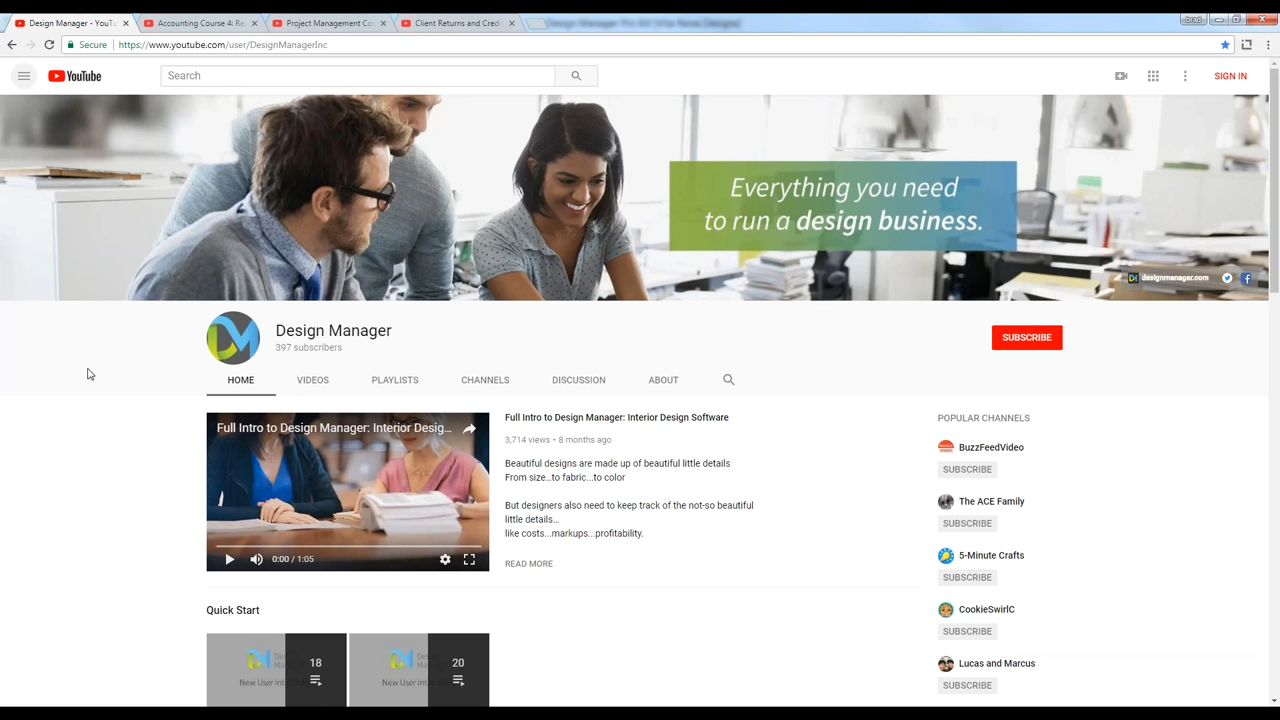 Design Manager - YouTu
Accounting Course 4: Re
Project Management Co
Client Returns and Cred
Design Manager Pro
brad
Secure
https://www.youtube.com/user/DesignManagerInc
YouTube
Search
SIGN IN
Everything you need
to run a design business.
designmanager.com
Design Manager
397 subscribers
SUBSCRIBE
HOME
VIDEOS
PLAYLISTS
CHANNELS
DISCUSSION
ABOUT
Full Intro to Design Manager: Interior Desig...
0:00 / 1:05
Full Intro to Design Manager: Interior Design Software
3,714 views • 8 months ago
Beautiful designs are made up of beautiful little details
From size…to fabric...to color
But designers also need to keep track of the not-so beautiful
little details…
like costs...markups...profitability.
READ MORE
POPULAR CHANNELS
BuzzFeedVideo
SUBSCRIBE
The ACE Family
SUBSCRIBE
5-Minute Crafts
SUBSCRIBE
CookieSwirlC
SUBSCRIBE
Lucas and Marcus
SUBSCRIBE
Quick Start
18
New User Int
20
New User Int